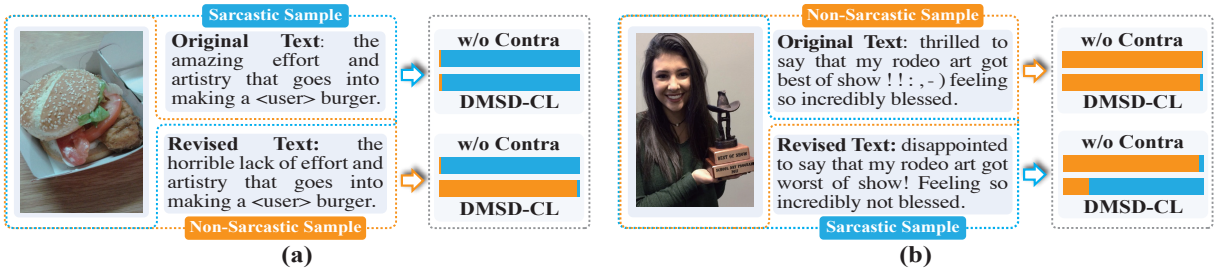 Sarcastic Sample
Original Text: the
amazing effort and
artistry that goes into
making a <user> burger.
w/o Contra
DMSD-CL
Revised Text: the
horrible lack of effort and
artistry that goes into
making a <user> burger.
w/o Contra
DMSD-CL
Non-Sarcastic Sample
(a)
Non-Sarcastic Sample
Original Text: thrilled to
say that my rodeo art got
best of show ! ! : , - ) feeling
so incredibly blessed.
w/o Contra
DMSD-CL
BEST OF SHOW
Revised Text: disappointed
to say that my rodeo art got
worst of show! Feeling so
incredibly not blessed.
w/o Contra
DMSD-CL
Sarcastic Sample
(b)